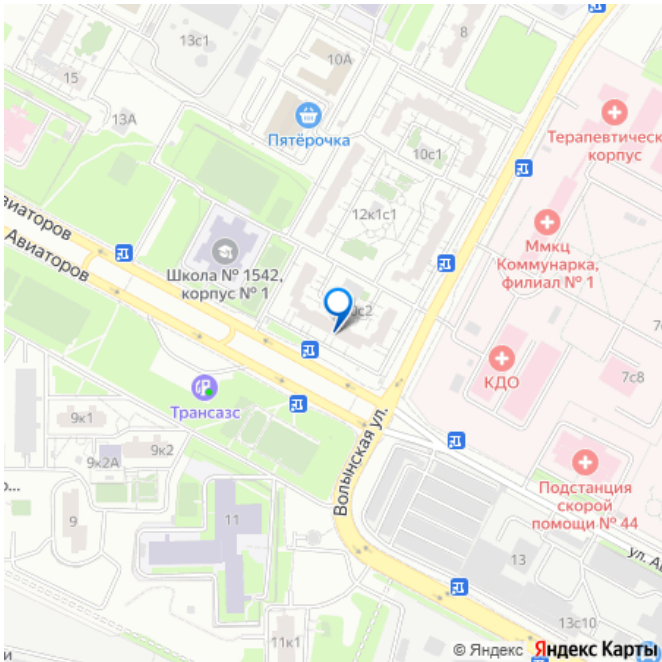 13с1
10А
8
15
13А
Пятёрочка
10с1
Терапевтическ
корпус
12к1с1
Авиаторов
Авиаторов
Школа № 1542,
корпус № 1
Ммкц
Коммунарка,
филиал № 1
0с2
КДО
7с8
Трансазс
9к1
9к2
9к2А
Волынская ул.
Подстанция
скорой
помощи № 44
9
11
13
ул. Ав
13с10
11к1
© Яндекс Яндекс Карты